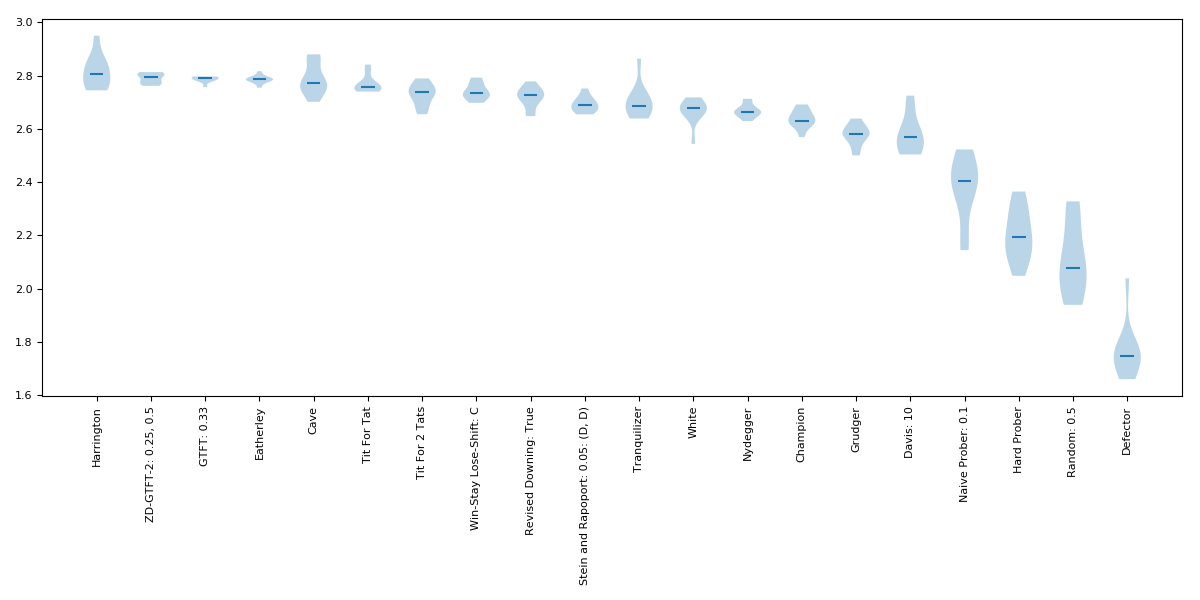 3.0
2.8
2.6
2.4
2.2
2.0
1.8
1.6
Harrington
ZD-GTFT-2: 0.25, 0.5
GTFT: 0.33
Eatherley
Cave
Tit For Tat
Tit For 2 Tats
Win-Stay Lose-Shift: C
Revised Downing: True
Stein and Rapoport: 0.05: (D, D)
Tranquilizer
White
Nydegger
Champion
Grudger
Davis: 10
Naive Prober: 0.1
Hard Prober
Random: 0.5
Defector